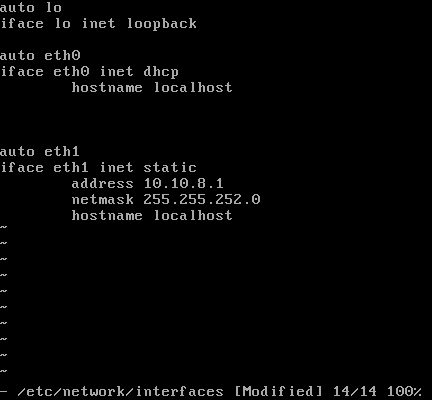 auto lo
iface lo inet loopback
auto eth0
iface eth0 inet dhcp
hostname localhost
auto eth1
iface eth1 inet static
address 10.10.8.1
netmask 255.255.252.0
hostname localhost
~
~
~
~
~
~
~
~
~
~
- /etc/network/interfaces [Modified] 14/14 100%